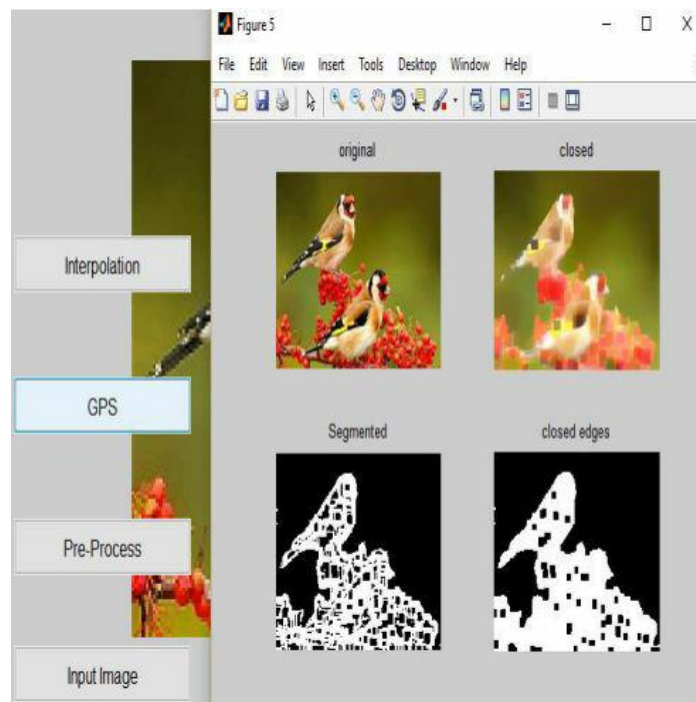 Figure 5
File Edit View Insert Tools Desktop Window Help
original
closed
Interpolation
GPS
Segmented
closed edges
Pre-Process
Input Image